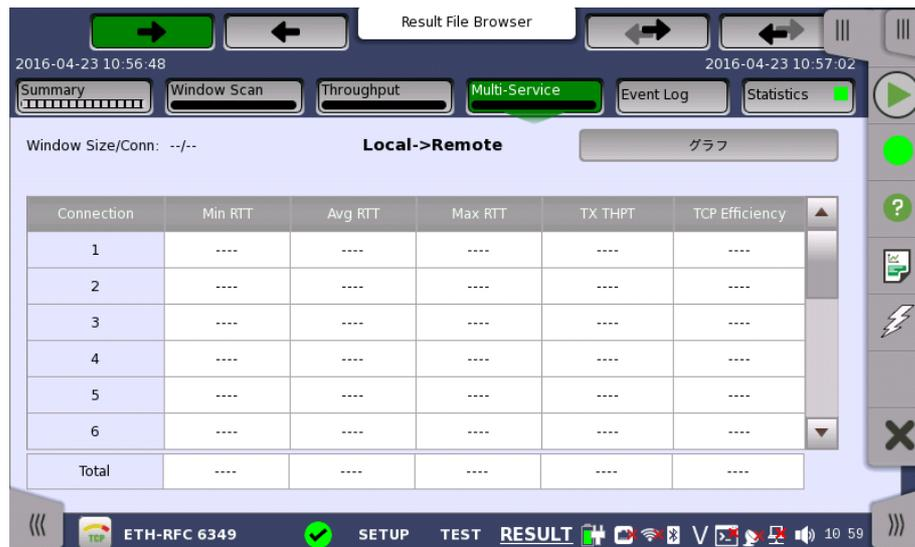 Result File Browser
2016-04-23 10:56:48
2016-04-23 10:57:02
Summary
Window Scan
Throughput
Multi-Service
Event Log
Statistics
Window Size/Conn: --/--
Local->Remote
グラフ
Connection Min RTT Avg RTT Max RTT TX THPT TCP Efficiency
1 ---- ---- ---- ---- ----
2 ---- ---- ---- ---- ----
3 ---- ---- ---- ---- ----
4 ---- ---- ---- ---- ----
5 ---- ---- ---- ---- ----
6 ---- ---- ---- ---- ----
Total ---- ---- ---- ---- ----
TCP ETH-RFC 6349 SETUP TEST RESULT V 10 59